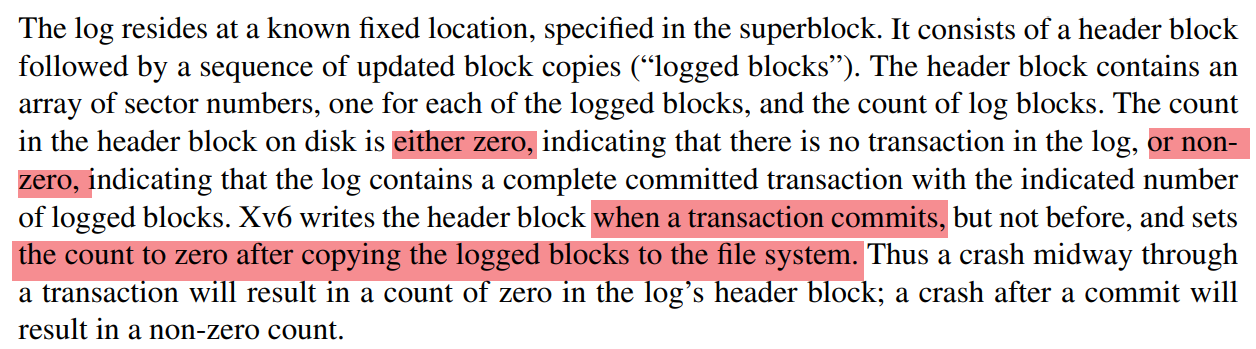 The log resides at a known fixed location, specified in the superblock. It consists of a header block
followed by a sequence of updated block copies (“logged blocks”). The header block contains an
array of sector numbers, one for each of the logged blocks, and the count of log blocks. The count
in the header block on disk is either zero, indicating that there is no transaction in the log, or non-
zero, indicating that the log contains a complete committed transaction with the indicated number
of logged blocks. Xv6 writes the header block when a transaction commits, but not before, and sets
the count to zero after copying the logged blocks to the file system. Thus a crash midway through
a transaction will result in a count of zero in the log’s header block; a crash after a commit will
result in a non-zero count.